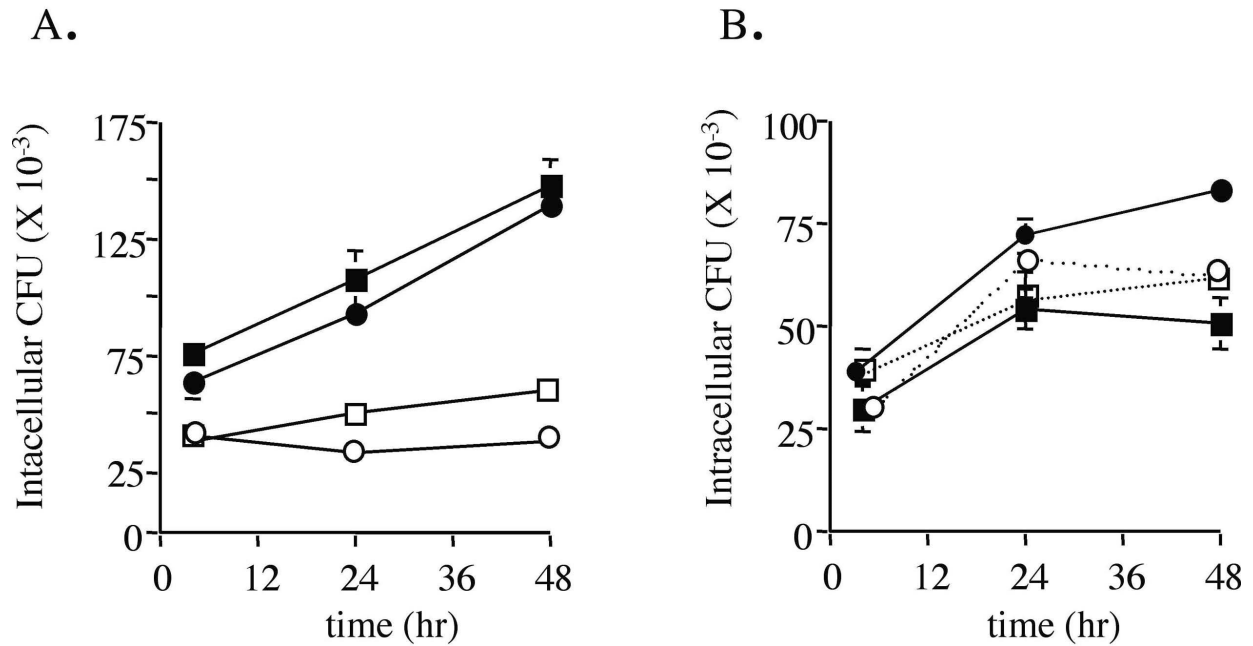 A.
B.
Intacellular CFU (X 10-3)
175
125
75
25
0
0 12 24 36 48
time (hr)
Intracellular CFU (X 10-3)
100
75
50
25
0
0 12 24 36 48
time (hr)